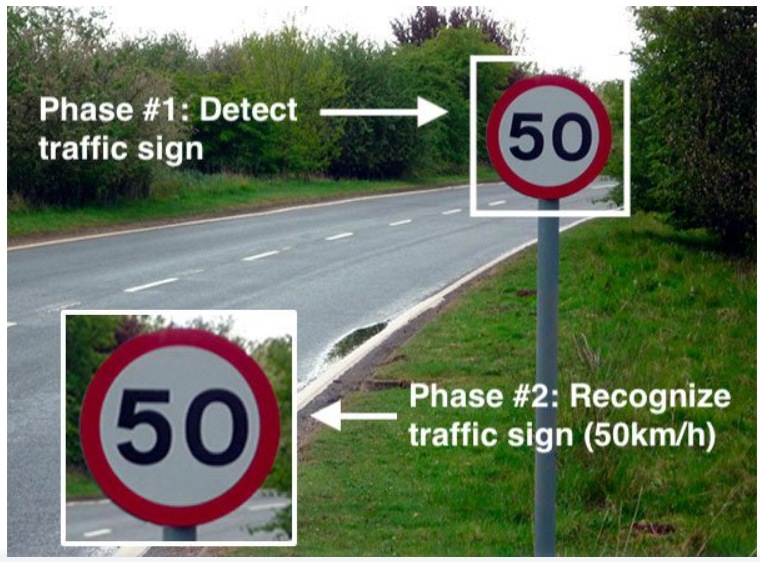 Phase #1: Detect
traffic sign
50
50
Phase #2: Recognize
traffic sign (50km/h)